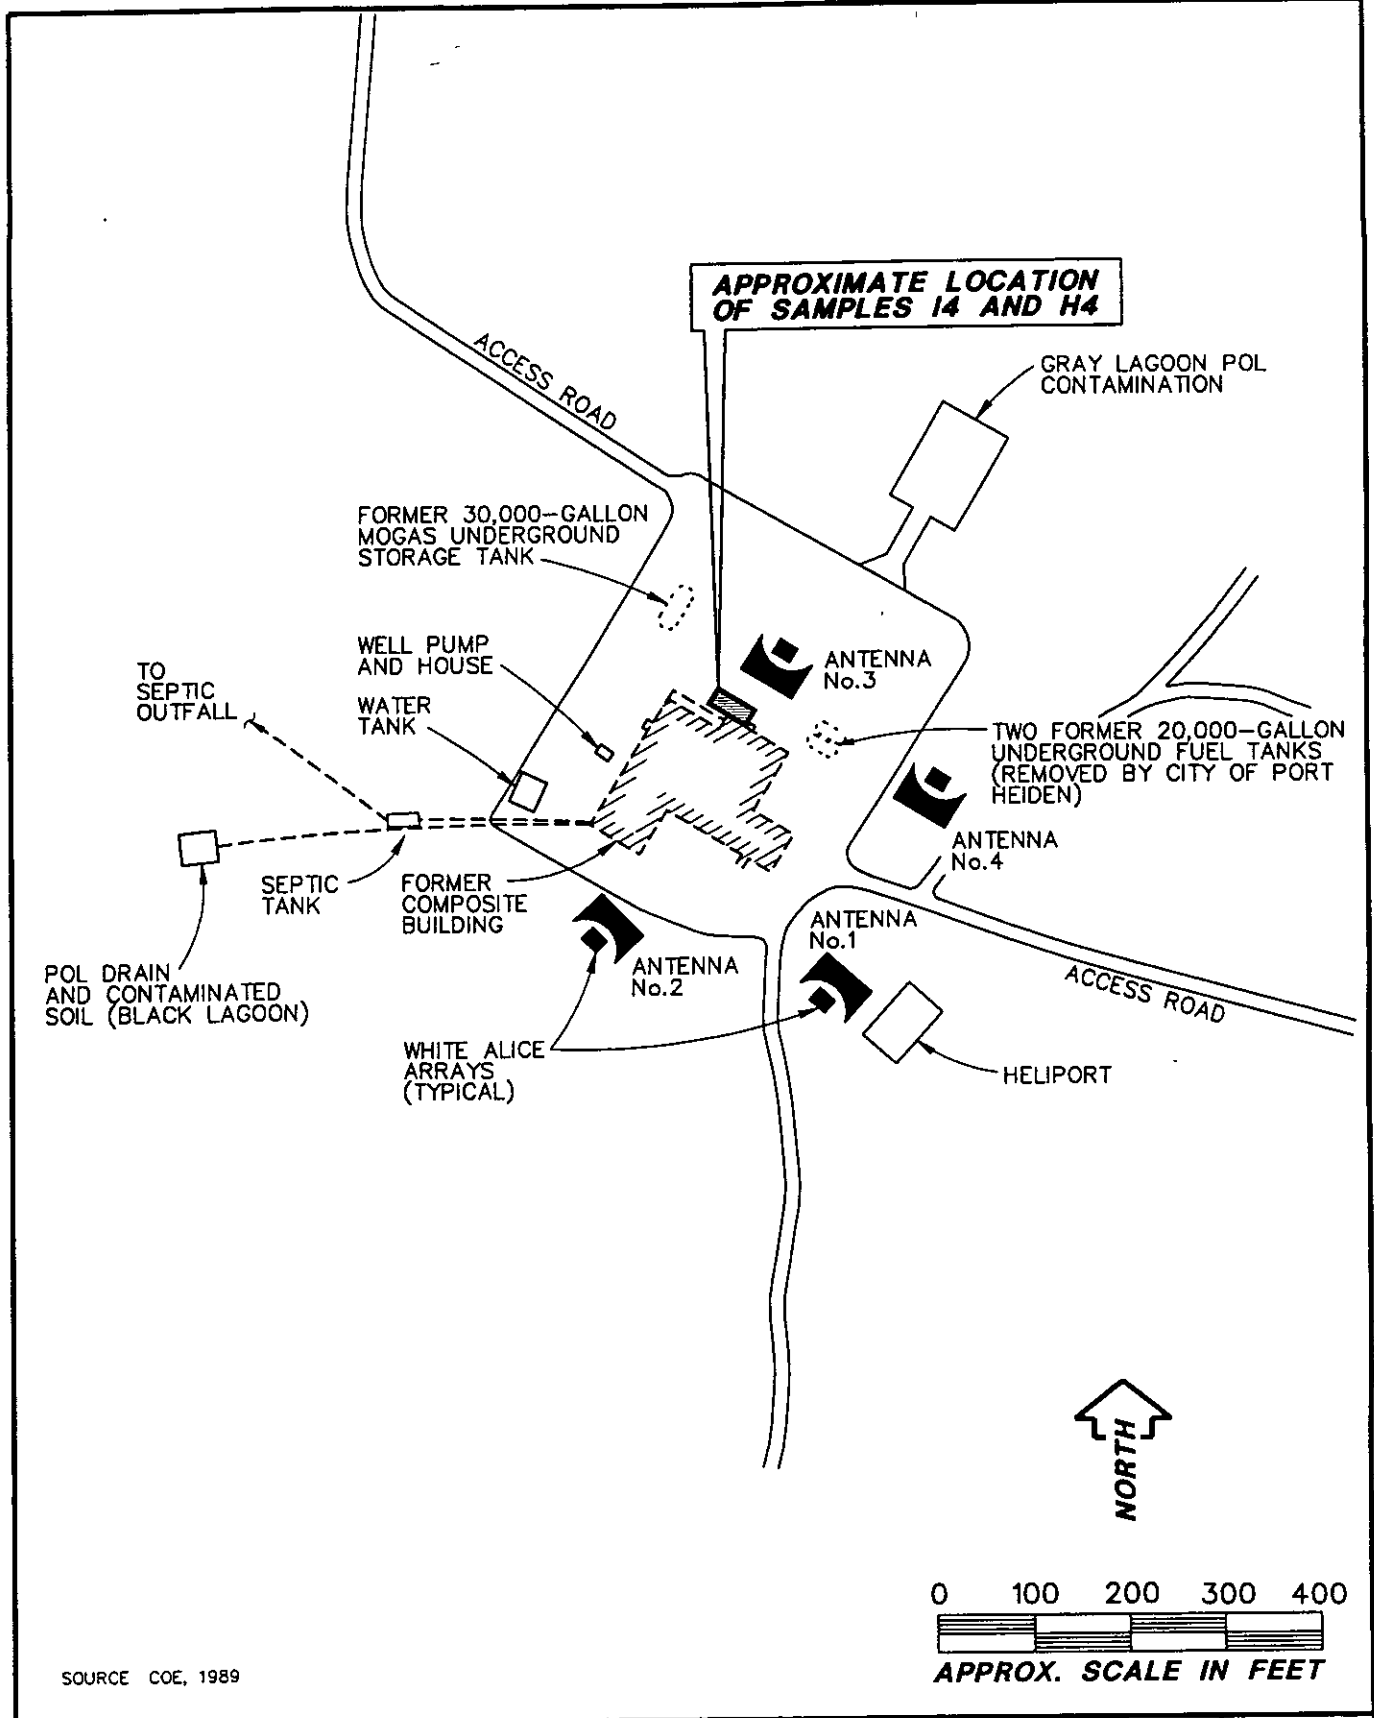 APPROXIMATE LOCATION
OF SAMPLES I4 AND H4
ACCESS ROAD
GRAY LAGOON POL
CONTAMINATION
FORMER 30,000-GALLON
MOGAS UNDERGROUND
STORAGE TANK
WELL PUMP
AND HOUSE
ANTENNA
No.3
TO
SEPTIC
OUTFALL
WATER
TANK
TWO FORMER 20,000-GALLON
UNDERGROUND FUEL TANKS
(REMOVED BY CITY OF PORT
HEIDEN)
ANTENNA
No.4
SEPTIC
TANK
FORMER
COMPOSITE
BUILDING
ANTENNA
No.1
ANTENNA
No.2
POL DRAIN
AND CONTAMINATED
SOIL (BLACK LAGOON)
ACCESS ROAD
WHITE ALICE
ARRAYS
(TYPICAL)
HELIPORT
NORTH
0 100 200 300 400
APPROX. SCALE IN FEET
SOURCE COE, 1989